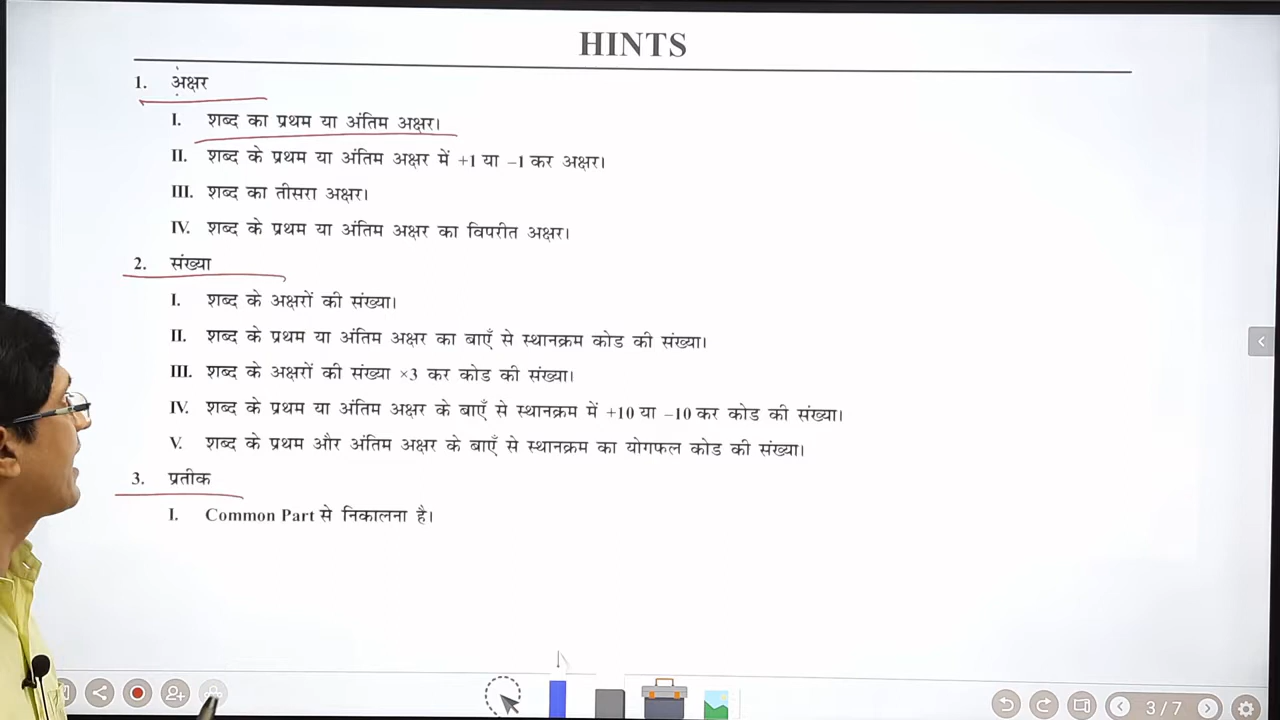 HINTS
1. अक्षर
I. शब्द का प्रथम या अंतिम अक्षर।
II. शब्द के प्रथम या अंतिम अक्षर में +1 या –1 कर अक्षर।
III. शब्द का तीसरा अक्षर।
IV. शब्द के प्रथम या अंतिम अक्षर का विपरीत अक्षर।
2. संख्या
I. शब्द के अक्षरों की संख्या।
II. शब्द के प्रथम या अंतिम अक्षर का बाएँ से स्थानक्रम कोड की संख्या।
III. शब्द के अक्षरों की संख्या ×3 कर कोड की संख्या।
IV. शब्द के प्रथम या अंतिम अक्षर के बाएँ से स्थानक्रम में +10 या –10 कर कोड की संख्या।
V. शब्द के प्रथम और अंतिम अक्षर के बाएँ से स्थानक्रम का योगफल कोड की संख्या।
3. प्रतीक
I. Common Part से निकालना है।
3/7